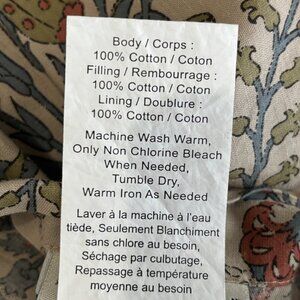 Body / Corps :
100% Cotton / Coton
Filling / Rembourrage :
100% Cotton / Coton
Lining / Doublure :
100% Cotton / Coton
Machine Wash Warm,
Only Non Chlorine Bleach
When Needed,
Tumble Dry,
Warm Iron As Needed
Laver à la machine à l'eau
tiède, Seulement Blanchiment
sans chlore au besoin,
Séchage par culbutage,
Repassage à température
moyenne au besoin